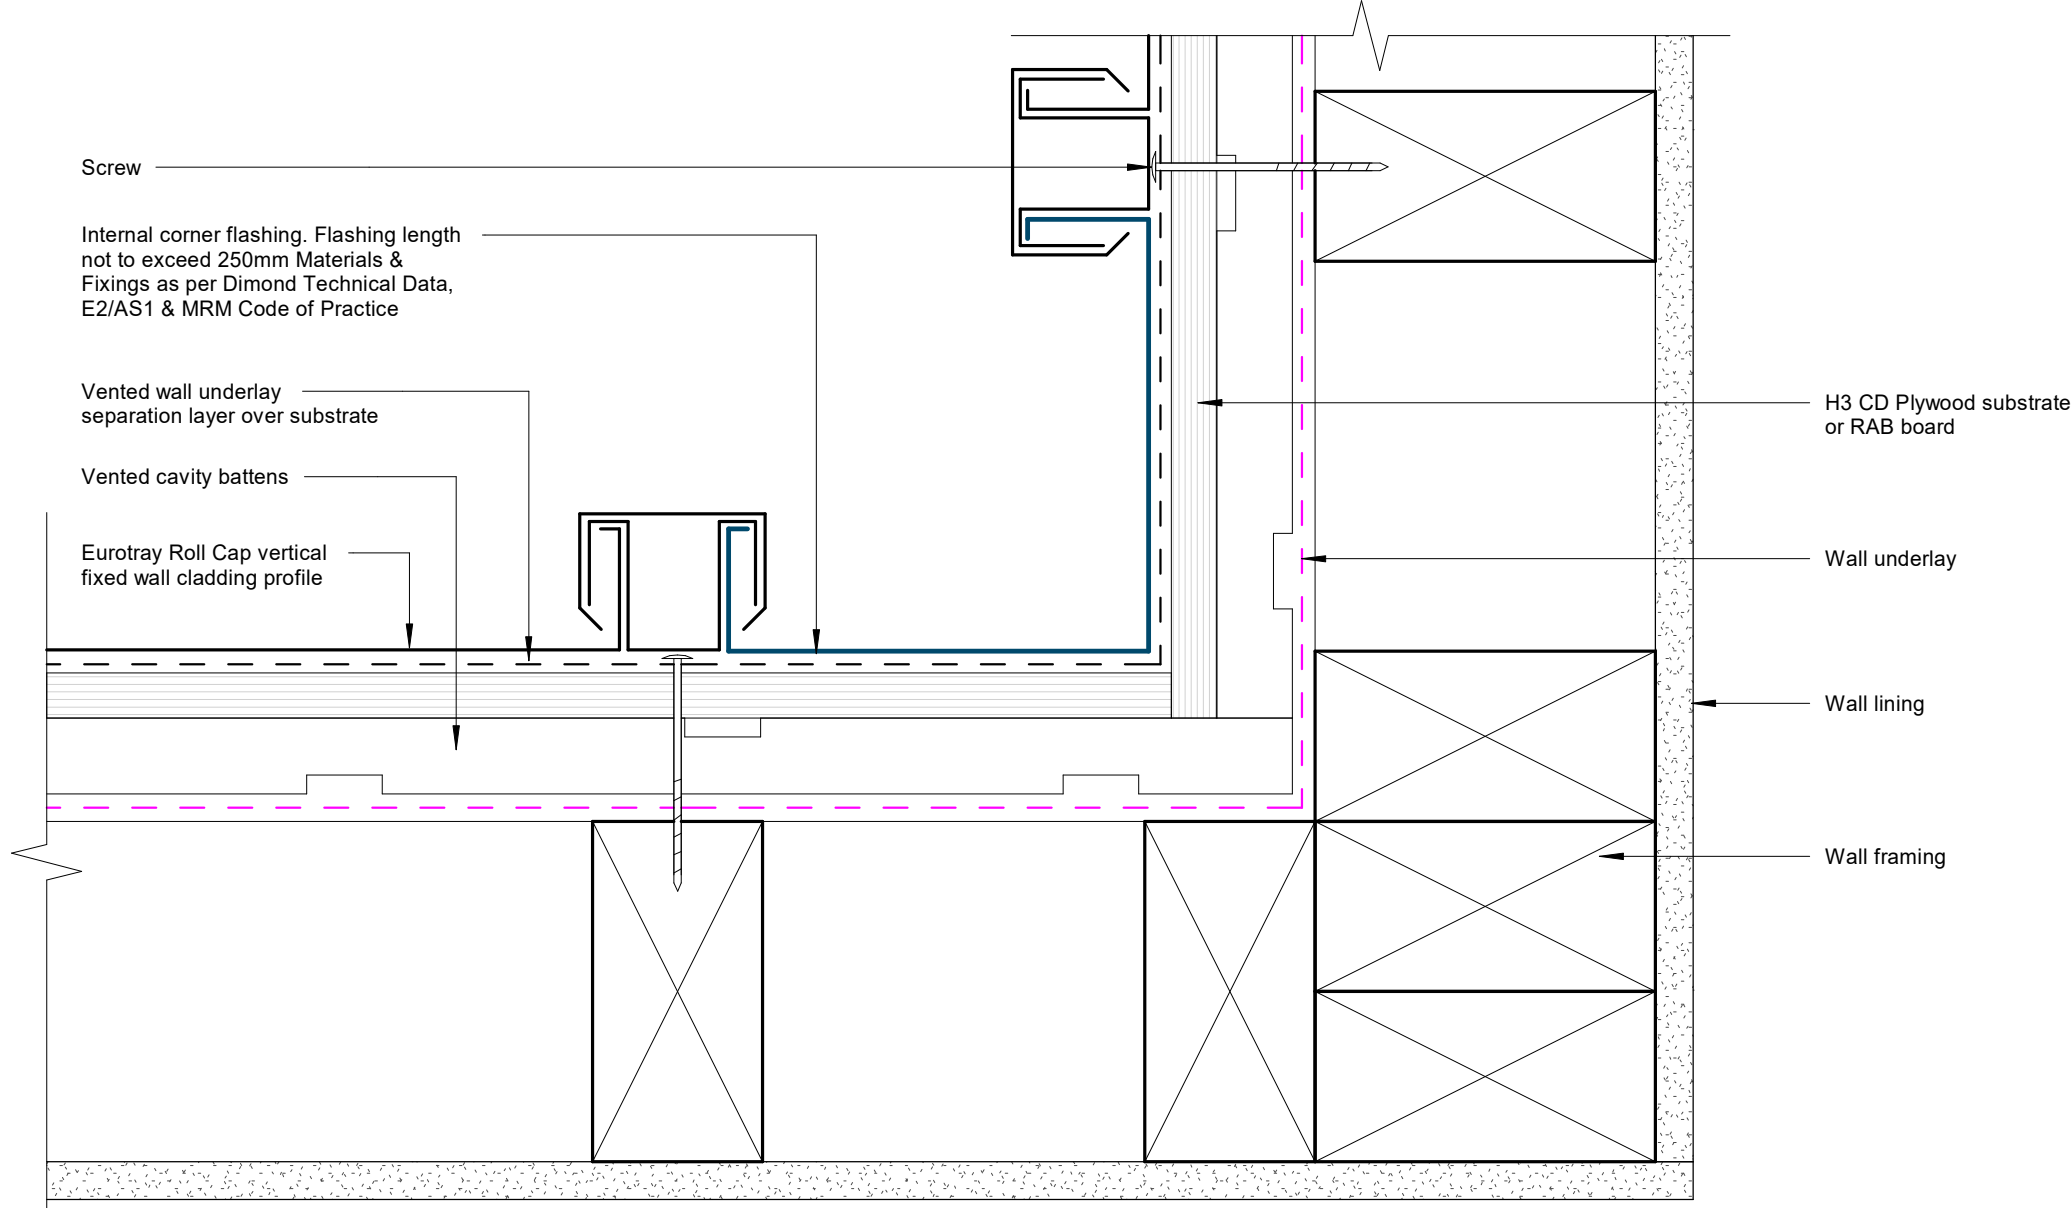 Screw
Internal corner flashing. Flashing length
not to exceed 250mm Materials &
Fixings as per Dimond Technical Data,
E2/AS1 & MRM Code of Practice
Vented wall underlay
separation layer over substrate
Vented cavity battens
Eurotray Roll Cap vertical
fixed wall cladding profile
H3 CD Plywood substrate
or RAB board
Wall underlay
Wall lining
Wall framing